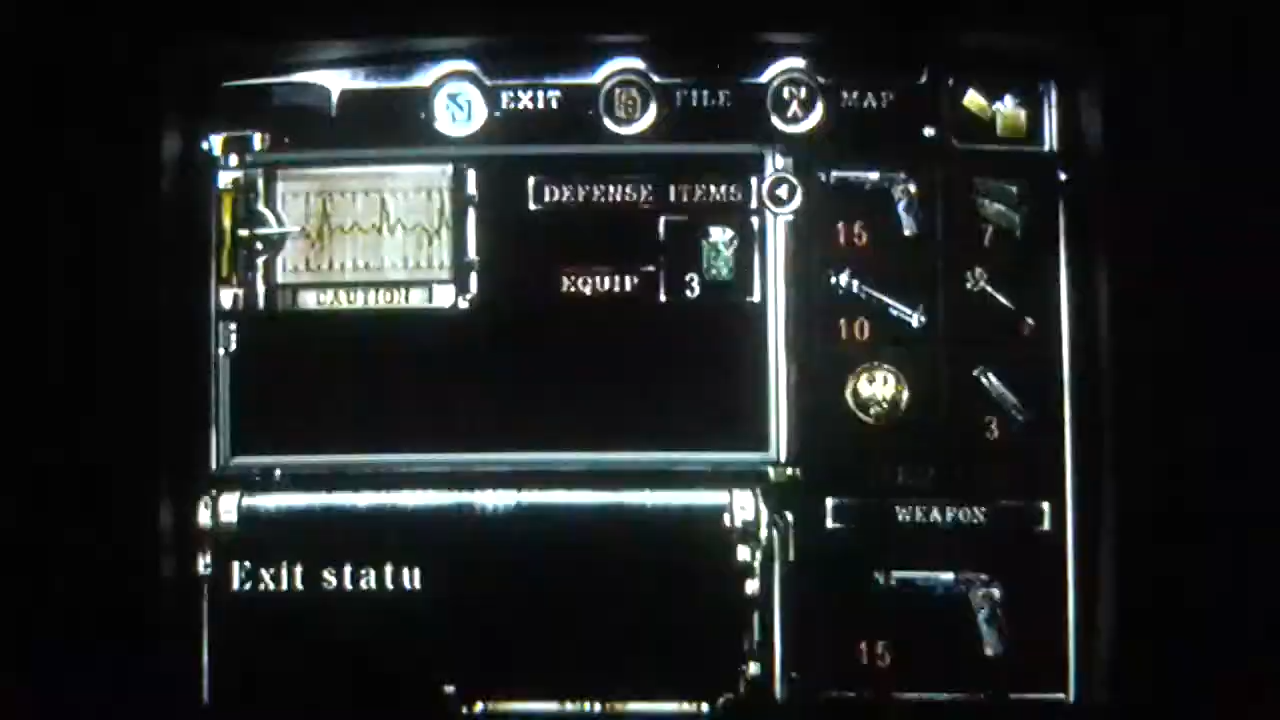 EXIT FILE MAP
[DEFENSE ITEMS]
15 7
EQUIP 3
CAUTION
10
3
[WEAPON]
Exit statu
15